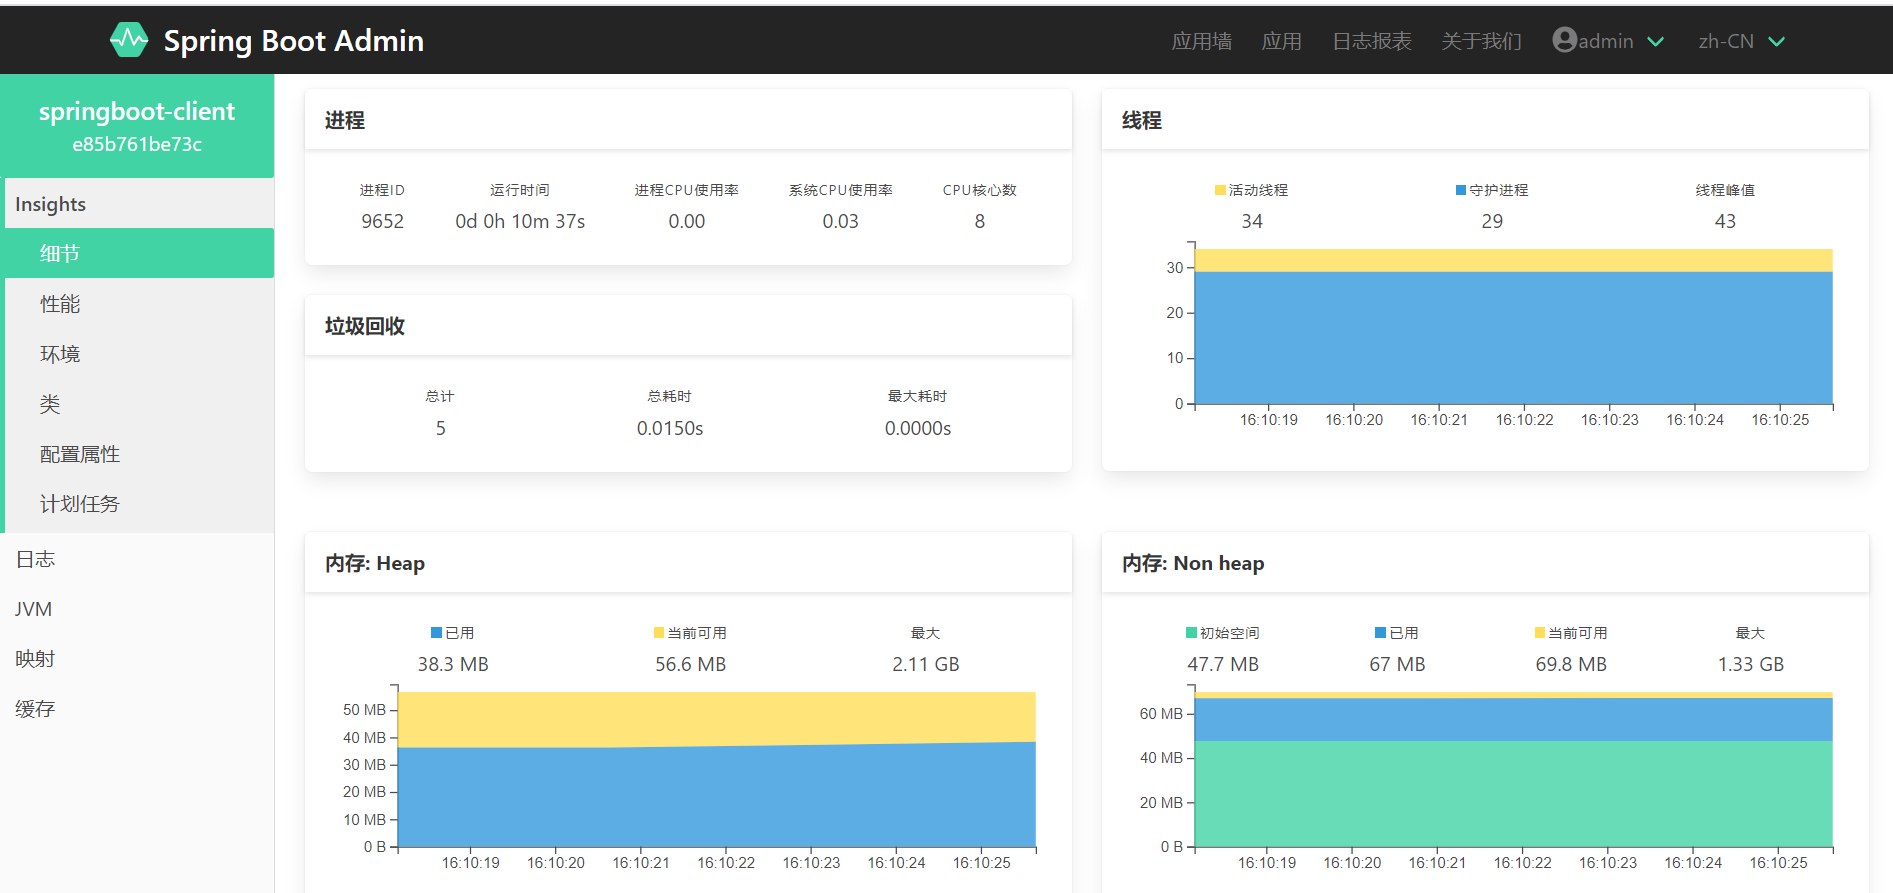 Spring Boot Admin
应用墙 应用 日志报表 关于我们 admin zh-CN
springboot-client
e85b761be73c
Insights
细节
性能
环境
类
配置属性
计划任务
日志
JVM
映射
缓存
进程
进程ID 运行时间 进程CPU使用率 系统CPU使用率 CPU核心数
9652 0d 0h 10m 37s 0.00 0.03 8
垃圾回收
总计 总耗时 最大耗时
5 0.0150s 0.0000s
线程
活动线程 守护进程 线程峰值
34 29 43
30
20
10
0
16:10:19 16:10:20 16:10:21 16:10:22 16:10:23 16:10:24 16:10:25
内存: Heap
已用 当前可用 最大
38.3 MB 56.6 MB 2.11 GB
50 MB
40 MB
30 MB
20 MB
10 MB
0 B
16:10:19 16:10:20 16:10:21 16:10:22 16:10:23 16:10:24 16:10:25
内存: Non heap
初始空间 已用 当前可用 最大
47.7 MB 67 MB 69.8 MB 1.33 GB
60 MB
40 MB
20 MB
0 B
16:10:19 16:10:20 16:10:21 16:10:22 16:10:23 16:10:24 16:10:25